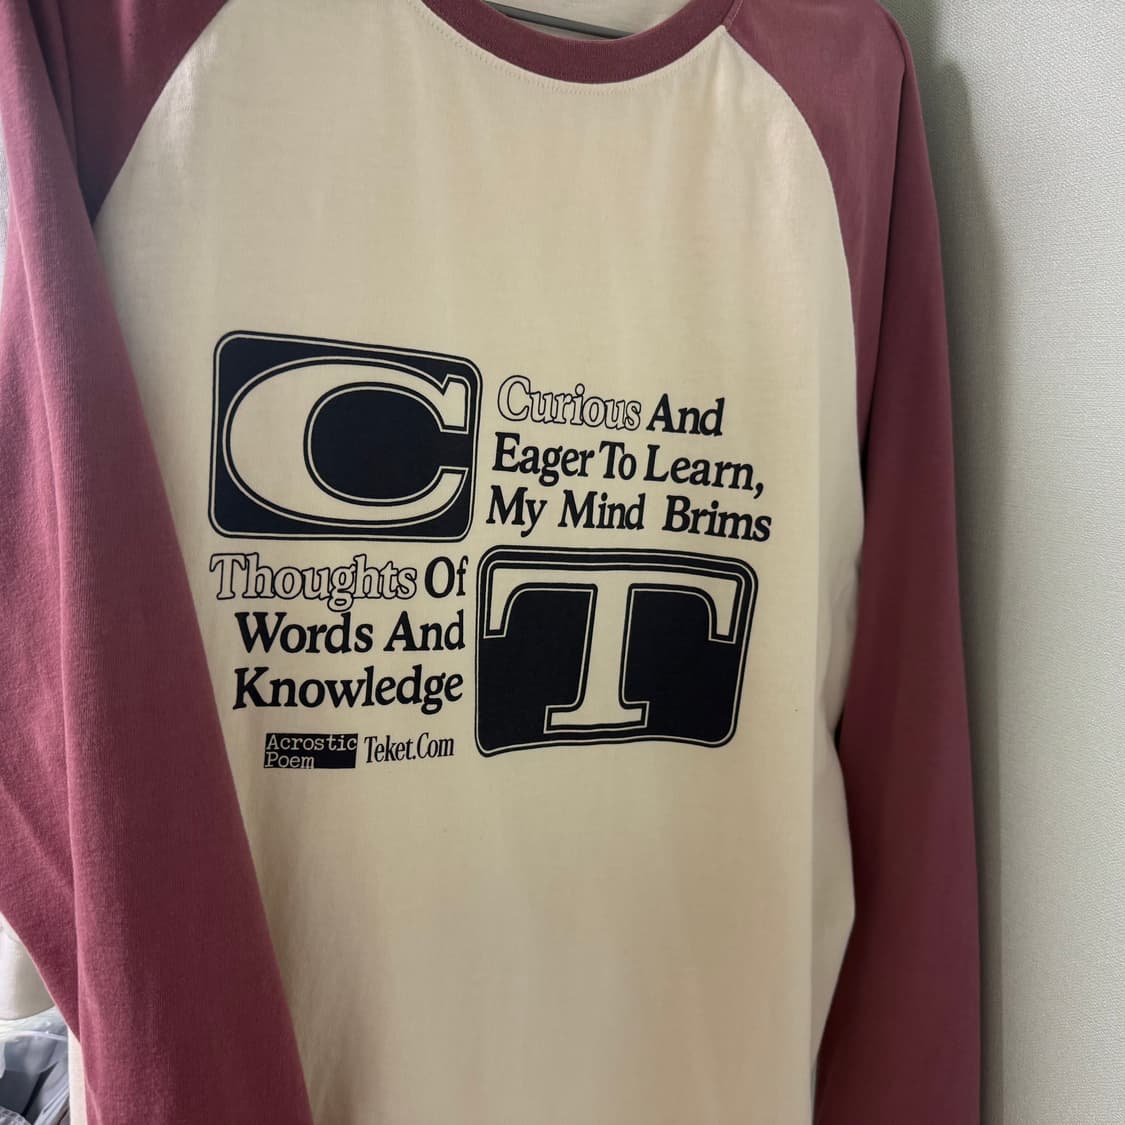 C
Curious And
Eager To Learn,
My Mind Brims
Thoughts Of
Words And
Knowledge
T
Acrostic
Poem
Teket.Com